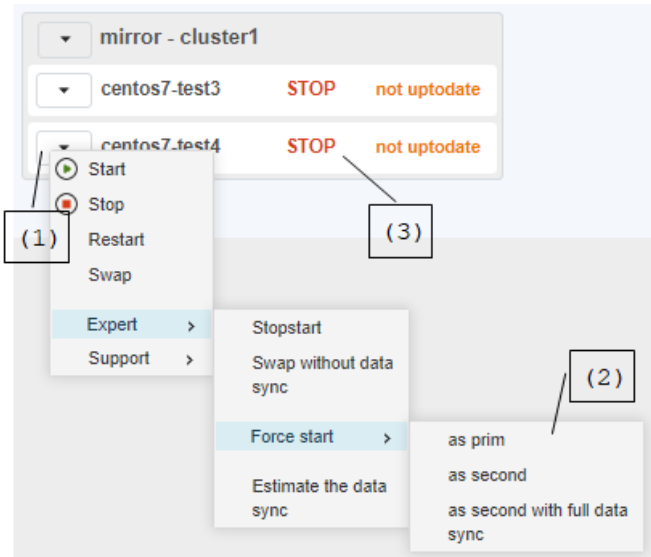 mirror - cluster1
centos7-test3 STOP not uptodate
centos7-test4 STOP not uptodate
Start
Stop
(1)
(3)
Restart
Swap
Expert >
Support >
Stopstart
Swap without data
sync
(2)
Force start >
Estimate the data
sync
as prim
as second
as second with full data
sync